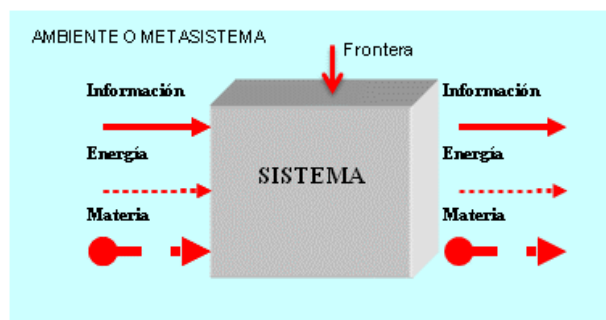 AMBIENTE O METASISTEMA
Frontera
Información
Información
Energía
Energía
SISTEMA
Materia
Materia